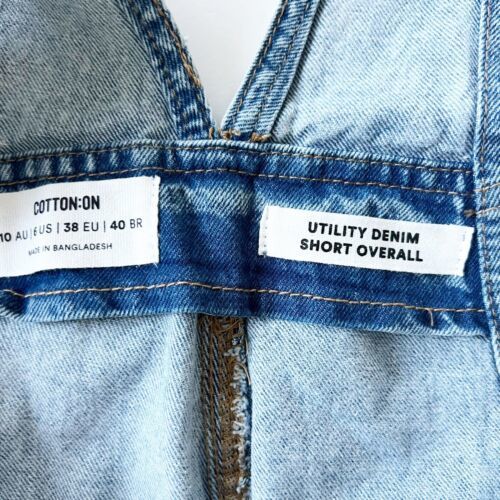 COTTON:ON
10 AU | 6 US | 38 EU | 40 BR
MADE IN BANGLADESH
UTILITY DENIM
SHORT OVERALL